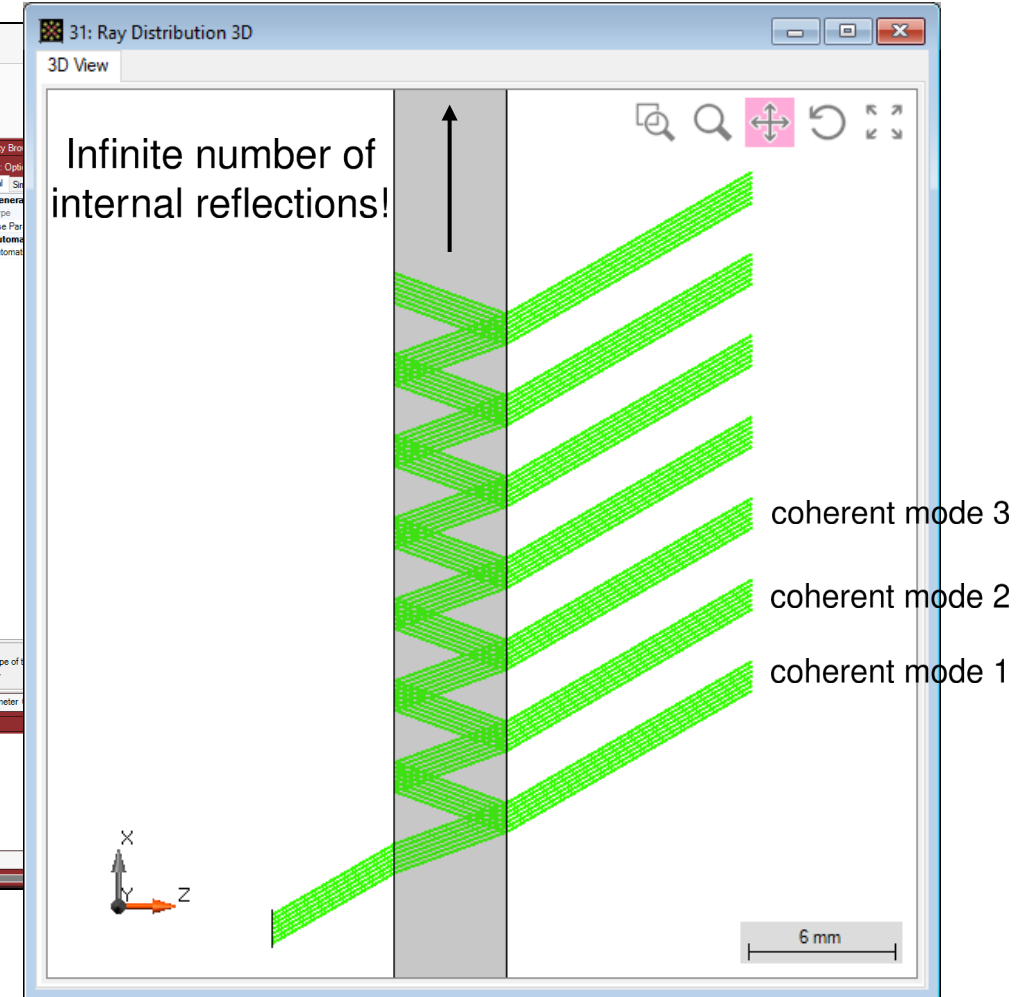 31: Ray Distribution 3D
3D View
Infinite number of
internal reflections!
coherent mode 3
coherent mode 2
coherent mode 1
X
Y
Z
6 mm